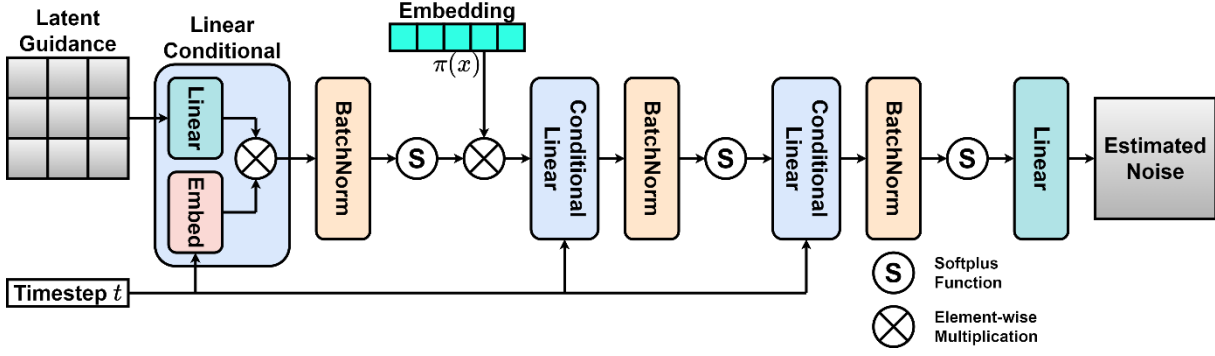 Latent
Guidance
Linear
Conditional
Embedding
π(x)
Linear
Embed
BatchNorm
S
Conditional
Linear
BatchNorm
S
Conditional
Linear
BatchNorm
S
Linear
Estimated
Noise
Timestep t
S
Softplus
Function
Element-wise
Multiplication